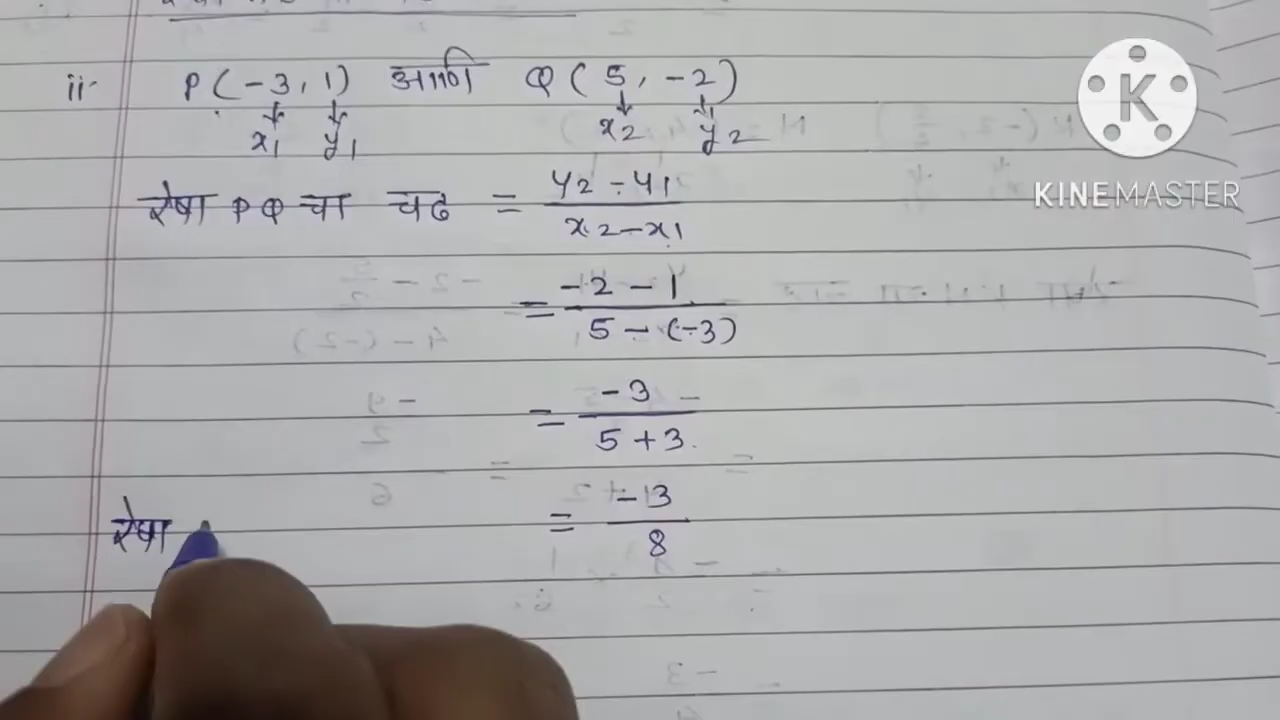 ii· P(-3, 1) आणि Q( 5, -2)
x1 y1 x2 y2
रेषा PQ चा चढ = y2 - y1 / x2 - x1
= -2 - 1 / 5 - (-3)
= -3 / 5 + 3
= -13 / 8
रेषा
K
KINEMASTER